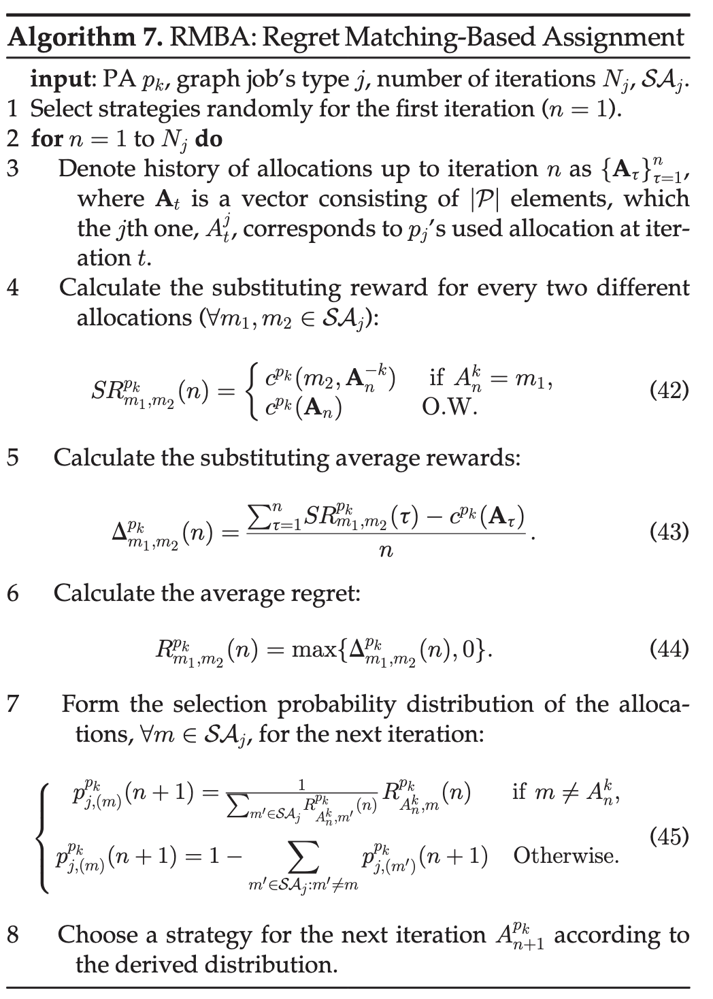 Algorithm 7. RMBA: Regret Matching-Based Assignment
input: PA $p_k$, graph job's type $j$, number of iterations $N_j$, $\mathcal{SA}_j$.
1 Select strategies randomly for the first iteration ($n = 1$).
2 for $n = 1$ to $N_j$ do
3 Denote history of allocations up to iteration $n$ as $\{\mathbf{A}_\tau\}_{\tau=1}^{n}$,
where $\mathbf{A}_t$ is a vector consisting of $|\mathcal{P}|$ elements, which
the $j$th one, $A_t^j$, corresponds to $p_j$'s used allocation at iter-
ation $t$.
4 Calculate the substituting reward for every two different
allocations ($\forall m_1, m_2 \in \mathcal{SA}_j$):
$SR_{m_1,m_2}^{p_k}(n) = \begin{cases} c^{p_k}(m_2, \mathbf{A}_n^{-k}) & \text{if } A_n^k = m_1, \\ c^{p_k}(\mathbf{A}_n) & \text{O.W.} \end{cases}$ (42)
5 Calculate the substituting average rewards:
$\Delta_{m_1,m_2}^{p_k}(n) = \frac{\sum_{\tau=1}^{n} SR_{m_1,m_2}^{p_k}(\tau) - c^{p_k}(\mathbf{A}_\tau)}{n}.$ (43)
6 Calculate the average regret:
$R_{m_1,m_2}^{p_k}(n) = \max\{\Delta_{m_1,m_2}^{p_k}(n), 0\}.$ (44)
7 Form the selection probability distribution of the alloca-
tions, $\forall m \in \mathcal{SA}_j$, for the next iteration:
$\begin{cases} p_{j,(m)}^{p_k}(n+1) = \frac{1}{\sum_{m' \in \mathcal{SA}_j} R_{A_n^k,m'}^{p_k}(n)} R_{A_n^k,m}^{p_k}(n) & \text{if } m \neq A_n^k, \\ p_{j,(m)}^{p_k}(n+1) = 1 - \sum_{m' \in \mathcal{SA}_j : m' \neq m} p_{j,(m')}^{p_k}(n+1) & \text{Otherwise.} \end{cases}$ (45)
8 Choose a strategy for the next iteration $A_{n+1}^{p_k}$ according to
the derived distribution.